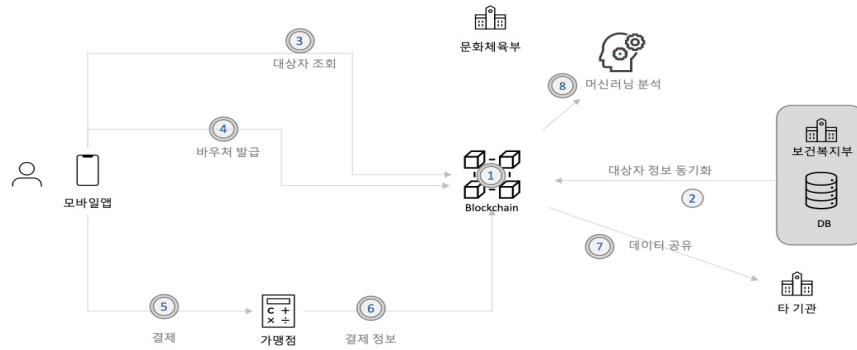 문화체육부
3
대상자 조회
8
머신러닝 분석
4
바우처 발급
보건복지부
모바일앱
1
Blockchain
대상자 정보 동기화
2
DB
7
데이터 공유
5
결제
C +
× ÷
가맹점
6
결제 정보
타 기관